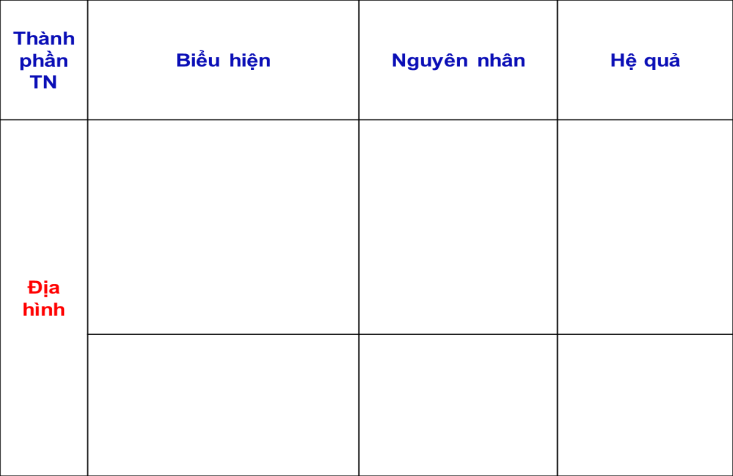 Thành
phần
TN
Biểu hiện
Nguyên nhân
Hệ quả
Địa
hình